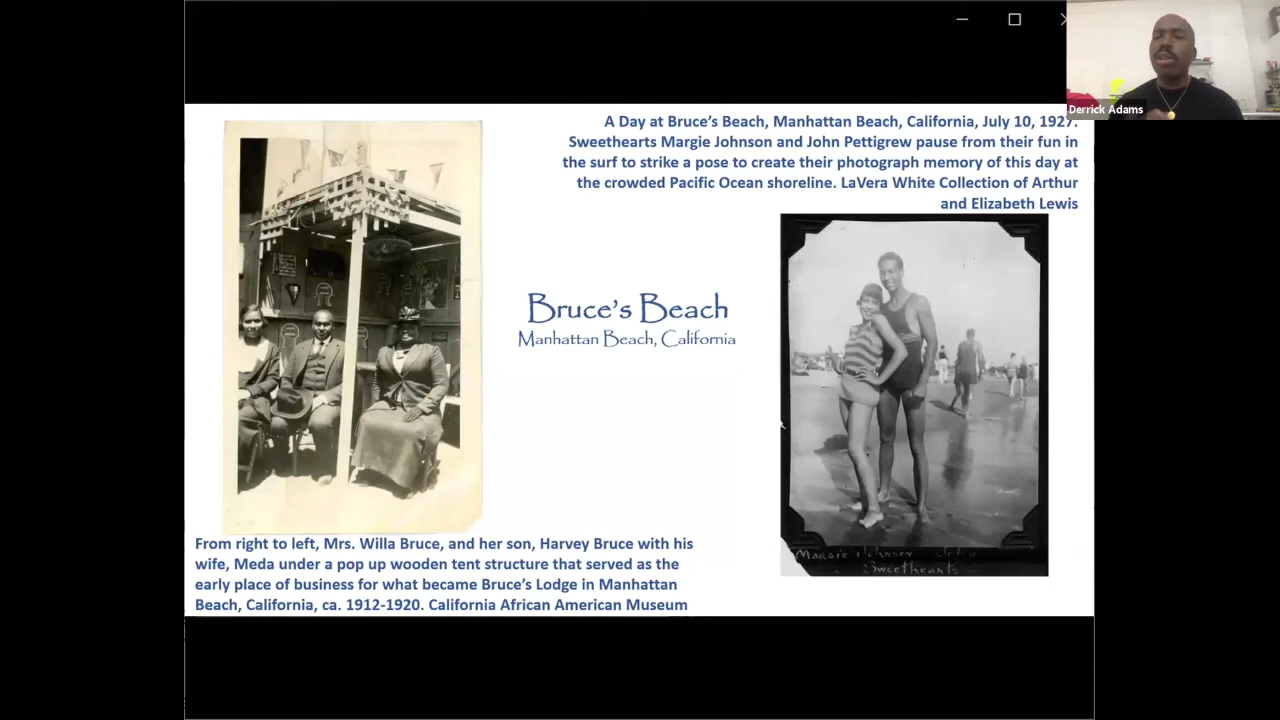 Derrick Adams
A Day at Bruce's Beach, Manhattan Beach, California, July 10, 1927.
Sweethearts Margie Johnson and John Pettigrew pause from their fun in
the surf to strike a pose to create their photograph memory of this day at
the crowded Pacific Ocean shoreline. LaVera White Collection of Arthur
and Elizabeth Lewis
Bruce's Beach
Manhattan Beach, California
Margie Johnson John
Sweethearts
From right to left, Mrs. Willa Bruce, and her son, Harvey Bruce with his
wife, Meda under a pop up wooden tent structure that served as the
early place of business for what became Bruce's Lodge in Manhattan
Beach, California, ca. 1912-1920. California African American Museum